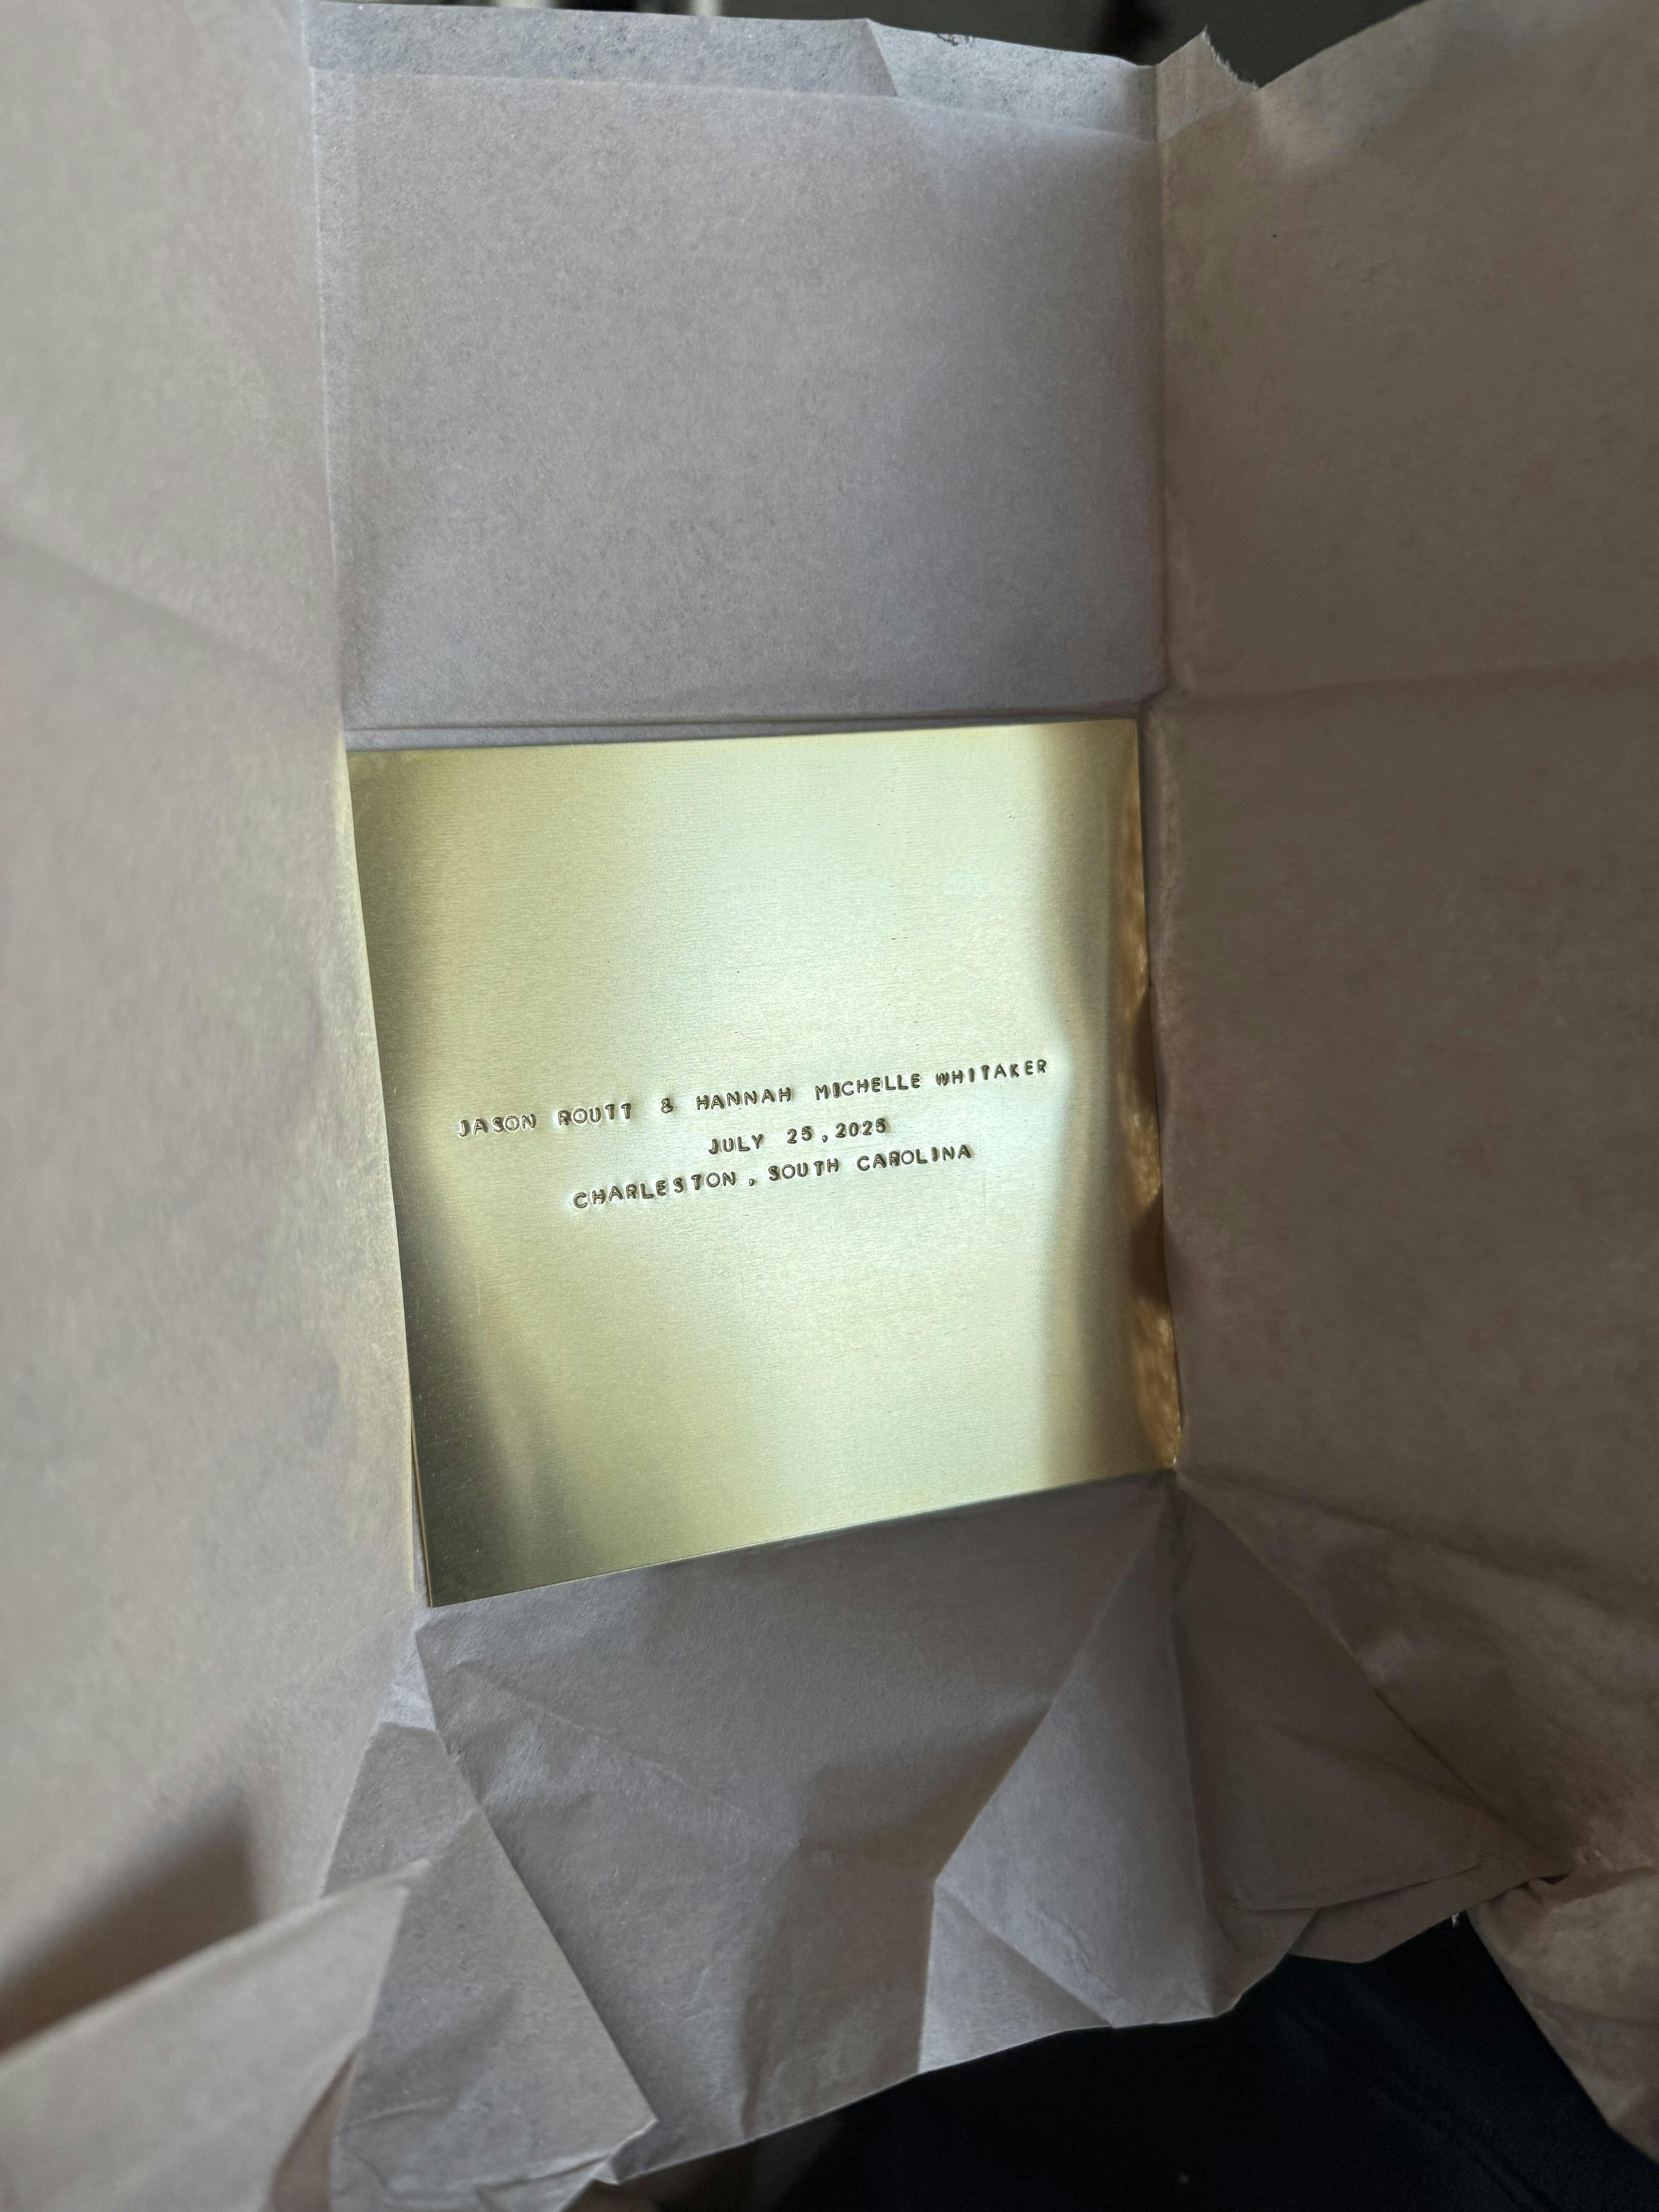 JASON ROUTT & HANNAH MICHELLE WHITAKER
JULY 25, 2025
CHARLESTON, SOUTH CAROLINA